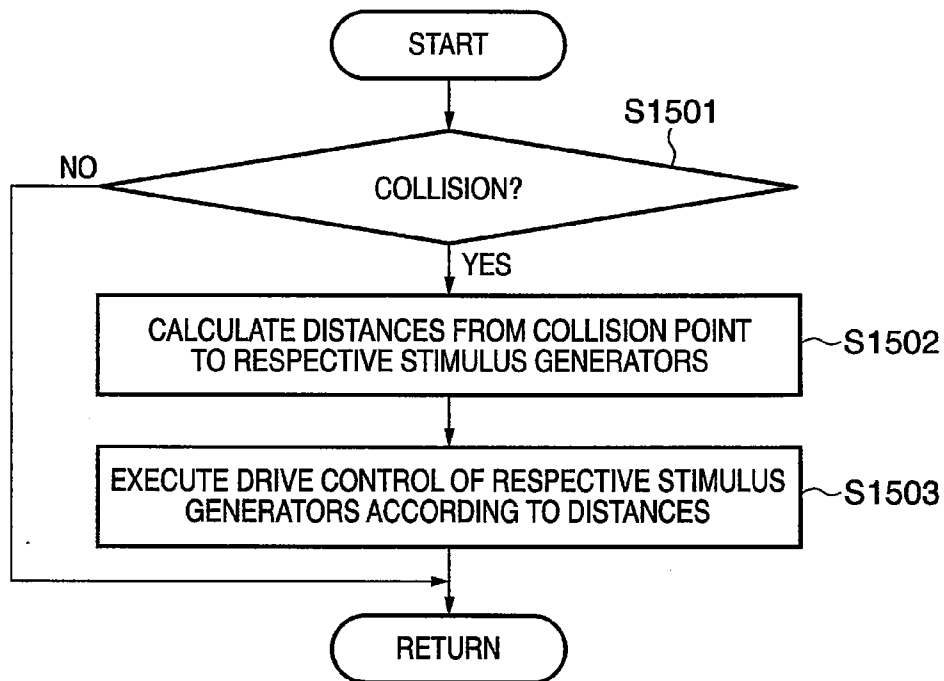 START
S1501
NO
COLLISION?
YES
CALCULATE DISTANCES FROM COLLISION POINT
TO RESPECTIVE STIMULUS GENERATORS
S1502
EXECUTE DRIVE CONTROL OF RESPECTIVE STIMULUS
GENERATORS ACCORDING TO DISTANCES
S1503
RETURN